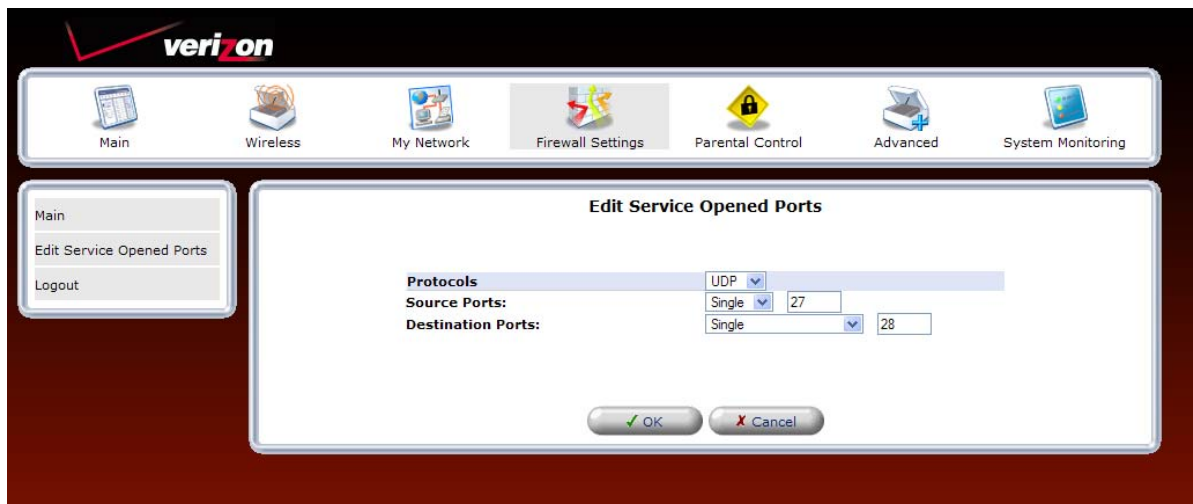 verizon
Main Wireless My Network Firewall Settings Parental Control Advanced System Monitoring
Main
Edit Service Opened Ports
Logout
Edit Service Opened Ports
Protocols UDP
Source Ports: Single 27
Destination Ports: Single 28
OK Cancel